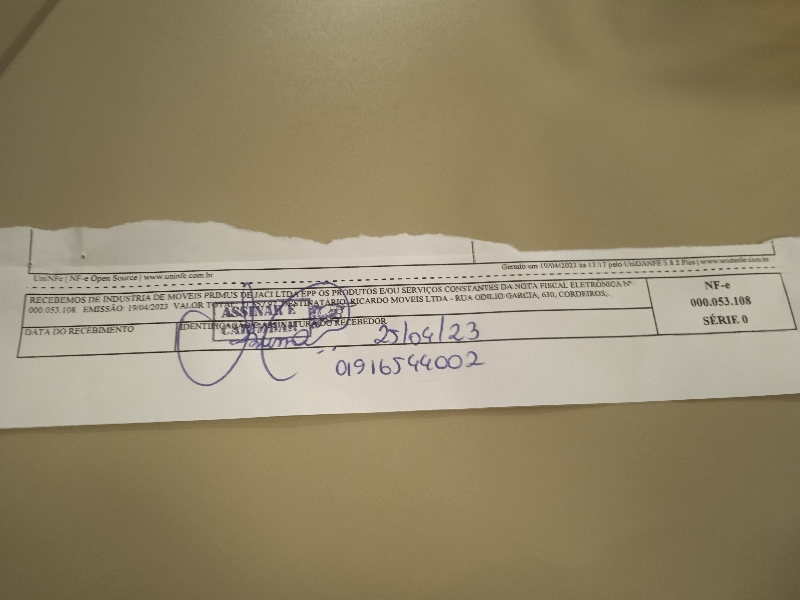 UniNFe | NF-e Open Source | www.uninfe.com.br
Gerado em 19/04/2023 às 13:17 pelo UniDANFE 3.8.2 Plus | www.unidanfe.com.br
RECEBEMOS DE INDUSTRIA DE MÓVEIS PRIMUS DE JACI LTDA EPP OS PRODUTOS E/OU SERVIÇOS CONSTANTES DA NOTA FISCAL ELETRÔNICA Nº
000.053.108. EMISSÃO: 19/04/2023 VALOR DESTINATÁRIO: RICARDO MOVEIS LTDA - RUA ODILIO GARCIA, 630, CORDEIROS,
ASSINAR E
CARIMBAR
DATA DO RECEBIMENTO
IDENTIFICAÇÃO E ASSINATURA DO RECEBEDOR
25/04/23
01916544002
NF-e
000.053.108
SÉRIE 0